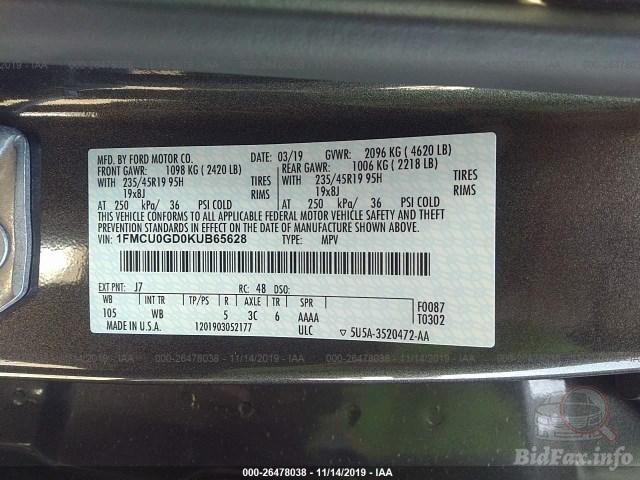 000-26478038 - 11/14/2019 - IAA
MFD. BY FORD MOTOR CO.
DATE: 03/19 GVWR: 2096 KG ( 4620 LB)
FRONT GAWR: 1098 KG ( 2420 LB)
REAR GAWR: 1006 KG ( 2218 LB)
WITH 235/45R19 95H TIRES WITH 235/45R19 95H TIRES
19x8J RIMS 19x8J RIMS
AT 250 kPa/ 36 PSI COLD AT 250 kPa/ 36 PSI COLD
THIS VEHICLE CONFORMS TO ALL APPLICABLE FEDERAL MOTOR VEHICLE SAFETY AND THEFT
PREVENTION STANDARDS IN EFFECT ON THE DATE OF MANUFACTURE SHOWN ABOVE.
VIN: 1FMCU0GD0KUB65628 TYPE: MPV
EXT PNT: J7 RC: 48 DSO:
WB INT TR TP/PS R AXLE TR SPR F0087
105 WB 5 3C 6 AAAA T0302
MADE IN U.S.A. 1201903052177 ULC 5U5A-3520472-AA
000-26478038 - 11/14/2019 - IAA
BidFax.info